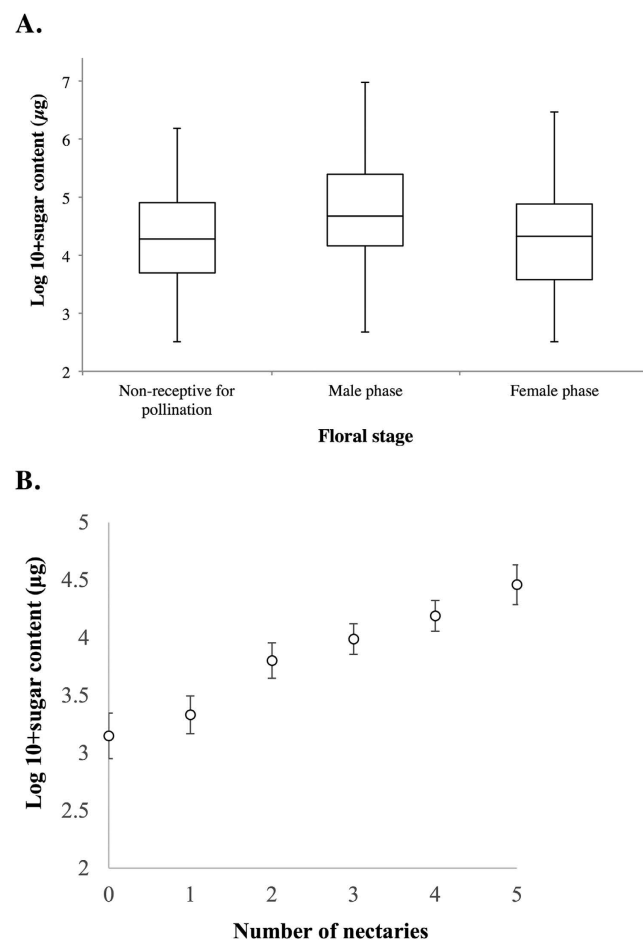 A.
Log 10+sugar content (µg)
7
6
5
4
3
2
Non-receptive for
pollination
Male phase
Female phase
Floral stage
B.
Log 10+sugar content (µg)
5
4.5
4
3.5
3
2.5
2
0 1 2 3 4 5
Number of nectaries